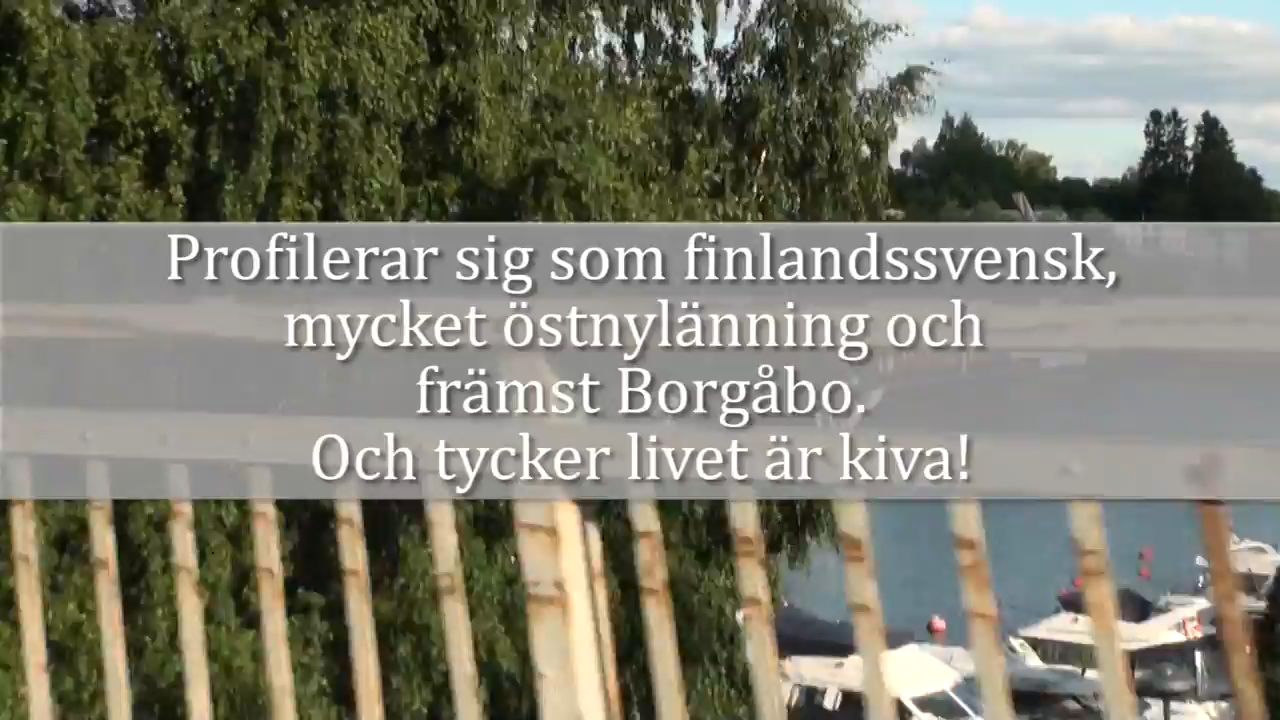 Profilerar sig som finlandssvensk,
mycket östnylänning och
främst Borgåbo.
Och tycker livet är kiva!